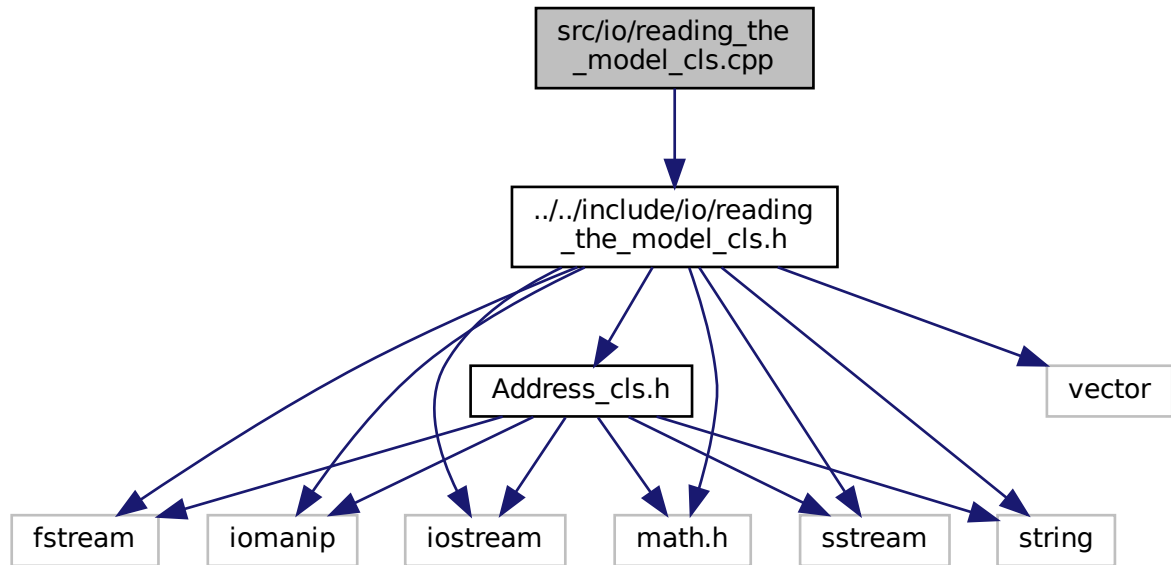 src/io/reading_the
_model_cls.cpp
../../include/io/reading
_the_model_cls.h
Address_cls.h
vector
fstream
iomanip
iostream
math.h
sstream
string